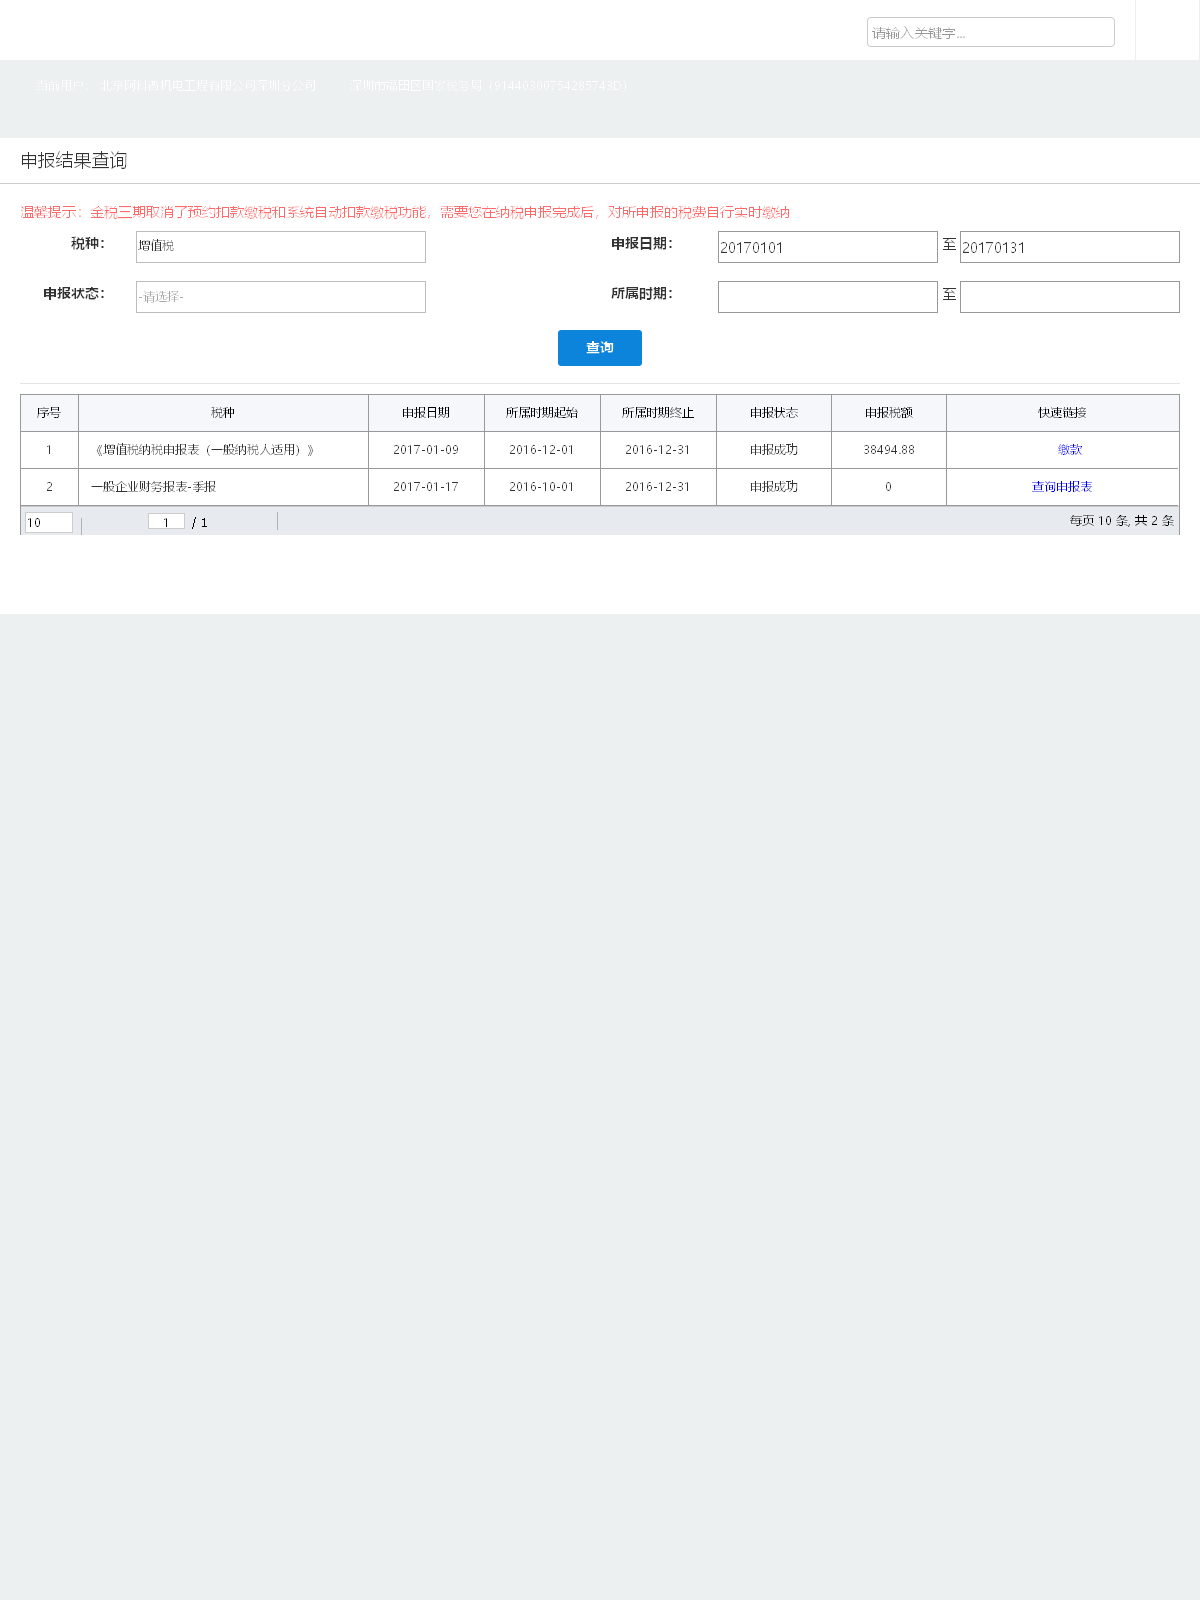 请输入关键字...
当前用户： 北京阿科西机电工程有限公司深圳分公司 深圳市福田区国家税务局（91440300754285743D）
申报结果查询
温馨提示：金税三期取消了预约扣款缴税和系统自动扣款缴税功能，需要您在纳税申报完成后，对所申报的税费自行实时缴纳
税种： 增值税 申报日期： 20170101 至 20170131
申报状态： -请选择- 所属时期： 至
查询
序号 税种 申报日期 所属时期起始 所属时期终止 申报状态 申报税额 快速链接
1 《增值税纳税申报表（一般纳税人适用）》 2017-01-09 2016-12-01 2016-12-31 申报成功 38494.88 缴款
2 一般企业财务报表-季报 2017-01-17 2016-10-01 2016-12-31 申报成功 0 查询申报表
10 1 / 1 每页 10 条, 共 2 条